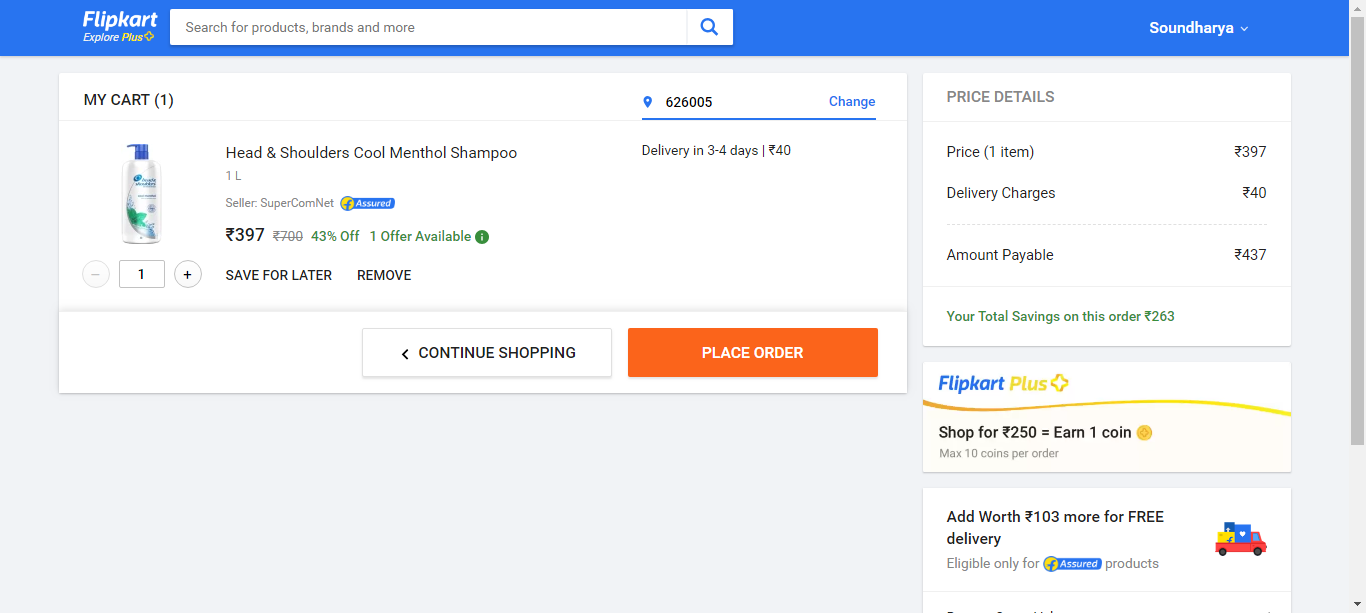 Flipkart
Explore Plus
Search for products, brands and more
Soundharya
MY CART (1)
626005
Change
Head & Shoulders Cool Menthol Shampoo
1 L
Seller: SuperComNet
Assured
₹397 ₹700 43% Off 1 Offer Available
Delivery in 3-4 days | ₹40
1
SAVE FOR LATER
REMOVE
CONTINUE SHOPPING
PLACE ORDER
PRICE DETAILS
Price (1 item) ₹397
Delivery Charges ₹40
Amount Payable ₹437
Your Total Savings on this order ₹263
Flipkart Plus
Shop for ₹250 = Earn 1 coin
Max 10 coins per order
Add Worth ₹103 more for FREE
delivery
Eligible only for Assured products